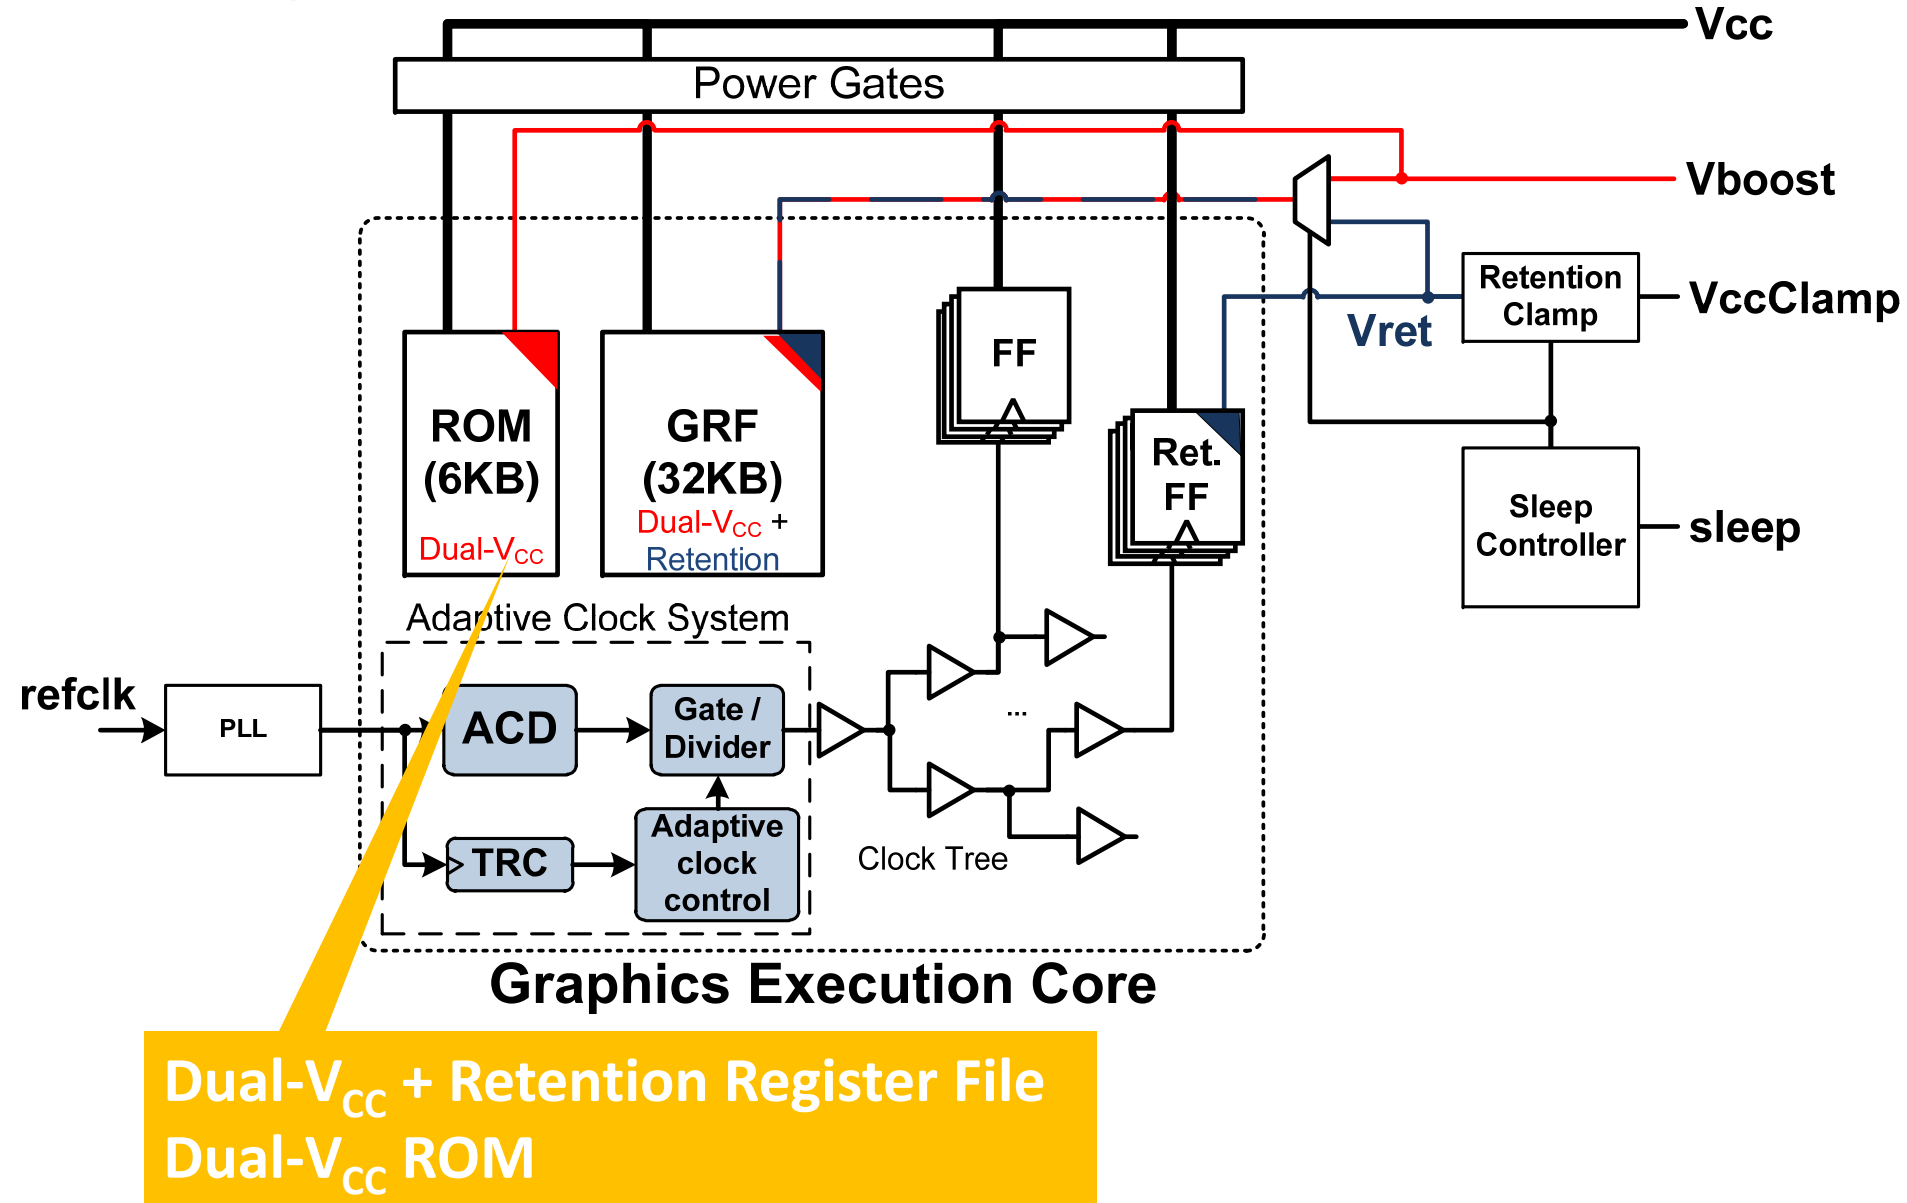 Vcc
Power Gates
Vboost
Retention
Clamp
VccClamp
Vret
FF
ROM
(6KB)
Dual-VCC
GRF
(32KB)
Dual-VCC +
Retention
Ret.
FF
Sleep
Controller
sleep
Adaptive Clock System
refclk
PLL
ACD
Gate /
Divider
...
TRC
Adaptive
clock
control
Clock Tree
Graphics Execution Core
Dual-VCC + Retention Register File
Dual-VCC ROM